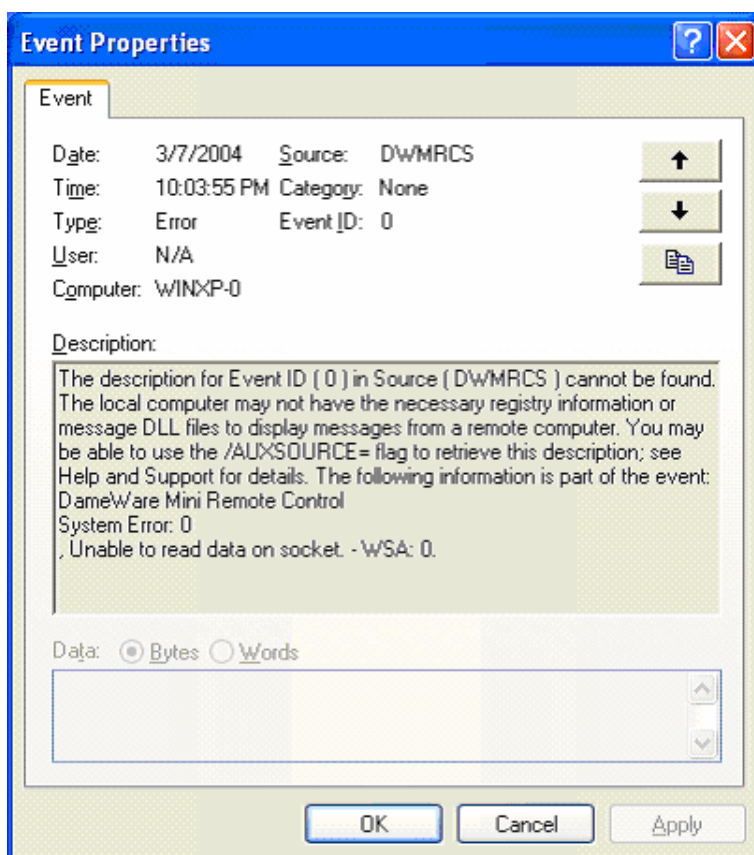 Event Properties
Event
Date: 3/7/2004 Source: DWMRCS
Time: 10:03:55 PM Category: None
Type: Error Event ID: 0
User: N/A
Computer: WINXP-0
Description:
The description for Event ID ( 0 ) in Source ( DWMRCS ) cannot be found.
The local computer may not have the necessary registry information or
message DLL files to display messages from a remote computer. You may
be able to use the /AUXSOURCE= flag to retrieve this description; see
Help and Support for details. The following information is part of the event:
DameWare Mini Remote Control
System Error: 0
, Unable to read data on socket. - WSA: 0.
Data: Bytes Words
OK Cancel Apply